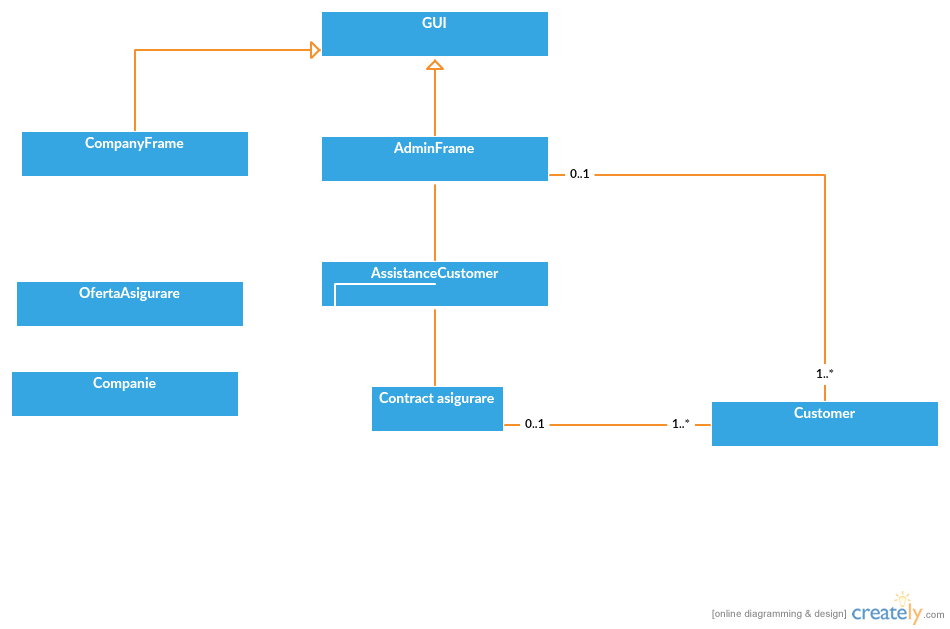 GUI
CompanyFrame
AdminFrame
0..1
AssistanceCustomer
OfertaAsigurare
1..*
Companie
Contract asigurare
Customer
0..1
1..*
[online diagramming & design] creately.com